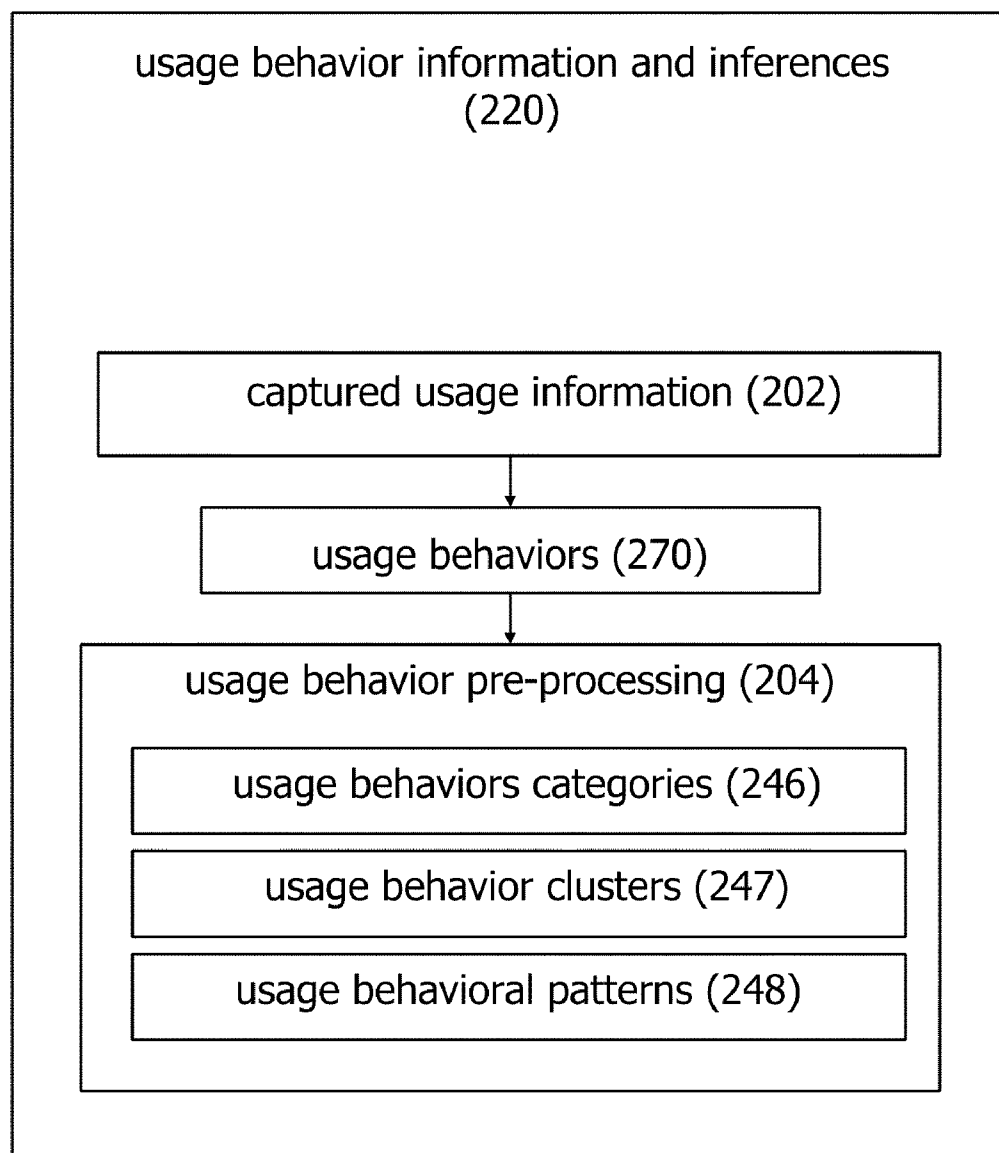 usage behavior information and inferences
(220)
captured usage information (202)
usage behaviors (270)
usage behavior pre-processing (204)
usage behaviors categories (246)
usage behavior clusters (247)
usage behavioral patterns (248)